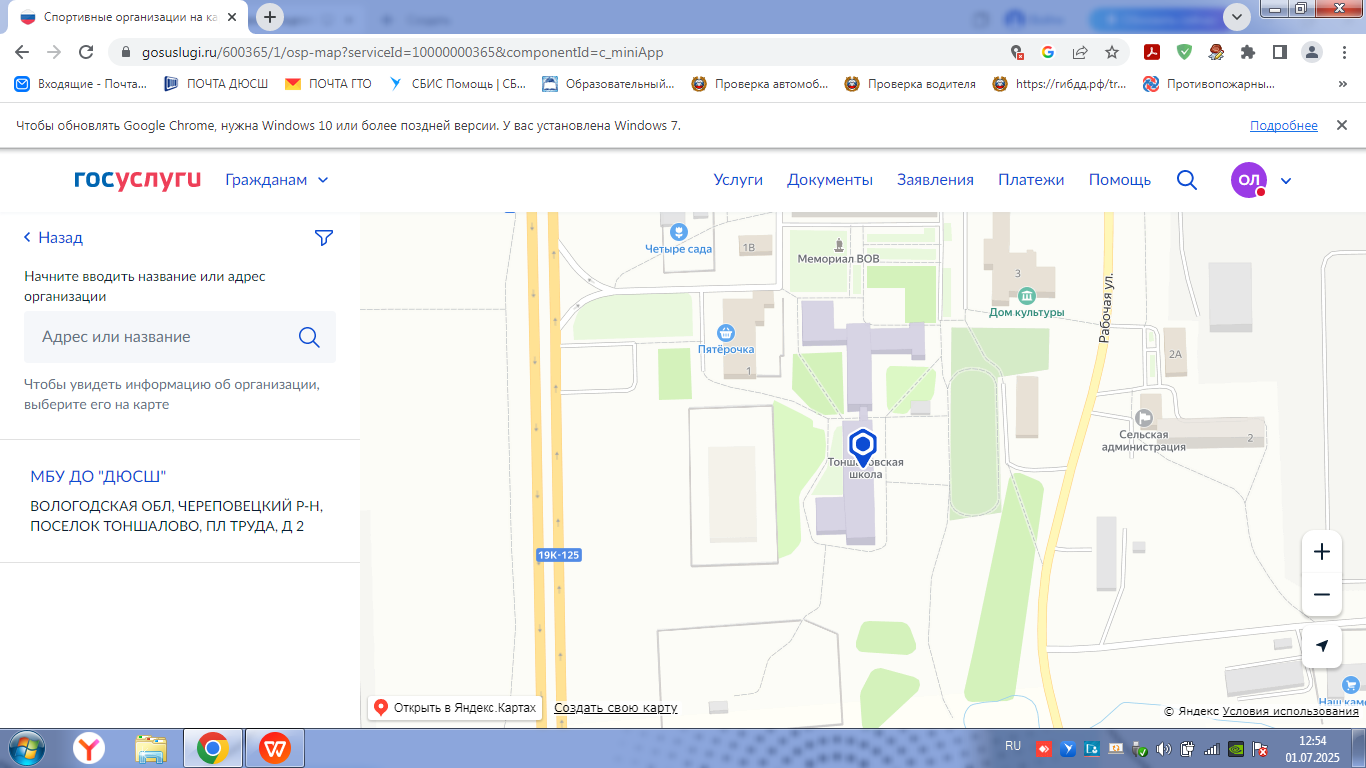 Спортивные организации на ка
gosuslugi.ru/600365/1/osp-map?serviceId=10000000365&componentId=c_miniApp
Входящие - Почта...
ПОЧТА ДЮСШ
ПОЧТА ГТО
СБИС Помощь | СБ...
Образовательный...
Проверка автомоб...
Проверка водителя
https://гибдд.рф/tr...
Противопожарны...
»
Чтобы обновлять Google Chrome, нужна Windows 10 или более поздней версии. У вас установлена Windows 7.
Подробнее
госуслуги
Гражданам
Услуги
Документы
Заявления
Платежи
Помощь
ОЛ
Назад
Начните вводить название или адрес
организации
Адрес или название
Чтобы увидеть информацию об организации,
выберите его на карте
МБУ ДО "ДЮСШ"
ВОЛОГОДСКАЯ ОБЛ, ЧЕРЕПОВЕЦКИЙ Р-Н,
ПОСЕЛОК ТОНШАЛОВО, ПЛ ТРУДА, Д 2
Четыре сада
1В
Мемориал ВОВ
3
Дом культуры
Рабочая ул.
Пятёрочка
1
2А
Сельская
администрация
2
школа
19К-125
Наш
+
−
Открыть в Яндекс.Картах
Создать свою карту
© Яндекс Условия использования
RU
12:54
01.07.2025